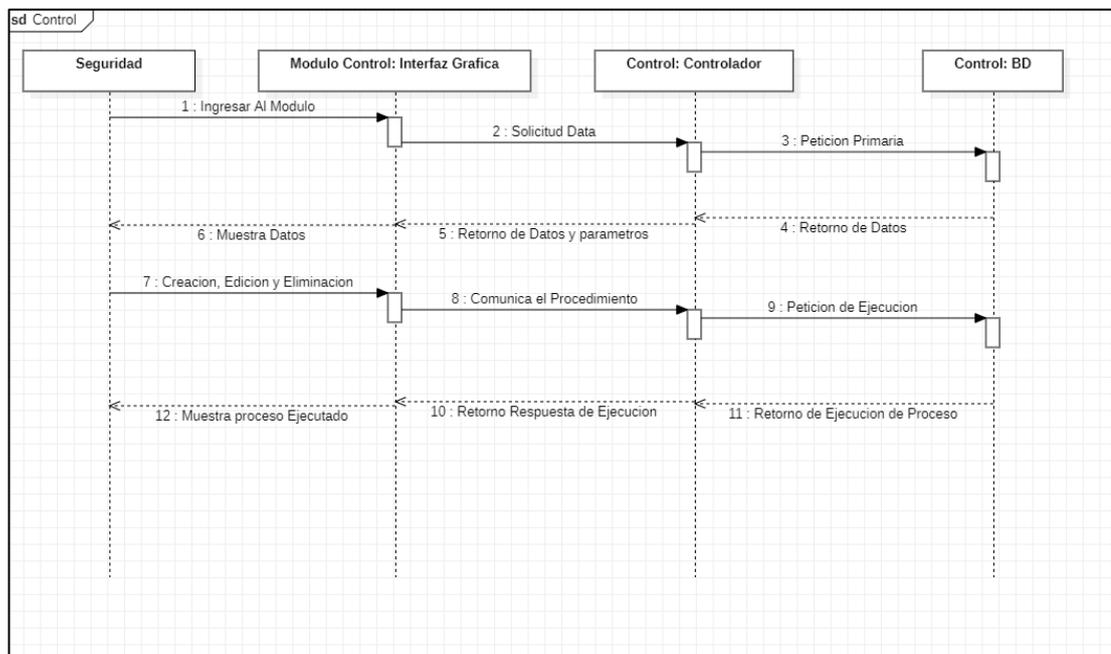 sd Control
Seguridad
Modulo Control: Interfaz Grafica
Control: Controlador
Control: BD
1 : Ingresar Al Modulo
2 : Solicitud Data
3 : Peticion Primaria
4 : Retorno de Datos
5 : Retorno de Datos y parametros
6 : Muestra Datos
7 : Creacion, Edicion y Eliminacion
8 : Comunica el Procedimiento
9 : Peticion de Ejecucion
10 : Retorno Respuesta de Ejecucion
11 : Retorno de Ejecucion de Proceso
12 : Muestra proceso Ejecutado